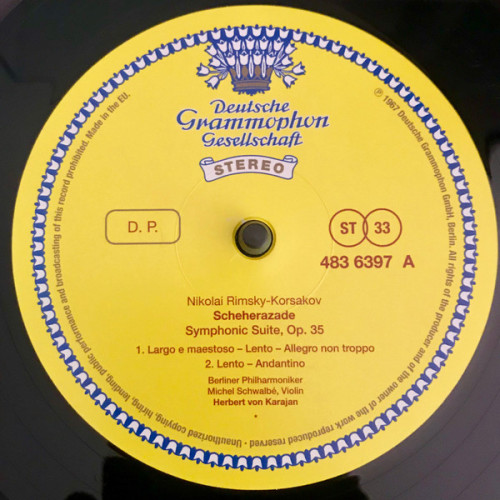 Deutsche
Grammophon
Gesellschaft
STEREO
D. P.
ST 33
483 6397 A
Nikolai Rimsky-Korsakov
Scheherazade
Symphonic Suite, Op. 35
1. Largo e maestoso – Lento – Allegro non troppo
2. Lento – Andantino
Berliner Philharmoniker
Michel Schwalbé, Violin
Herbert von Karajan
℗ 1967 Deutsche Grammophon GmbH, Berlin. All rights of the producer and of the owner of the work reproduced reserved - Unauthorized copying, hiring, lending, public performance and broadcasting of this record prohibited. Made in the EU.